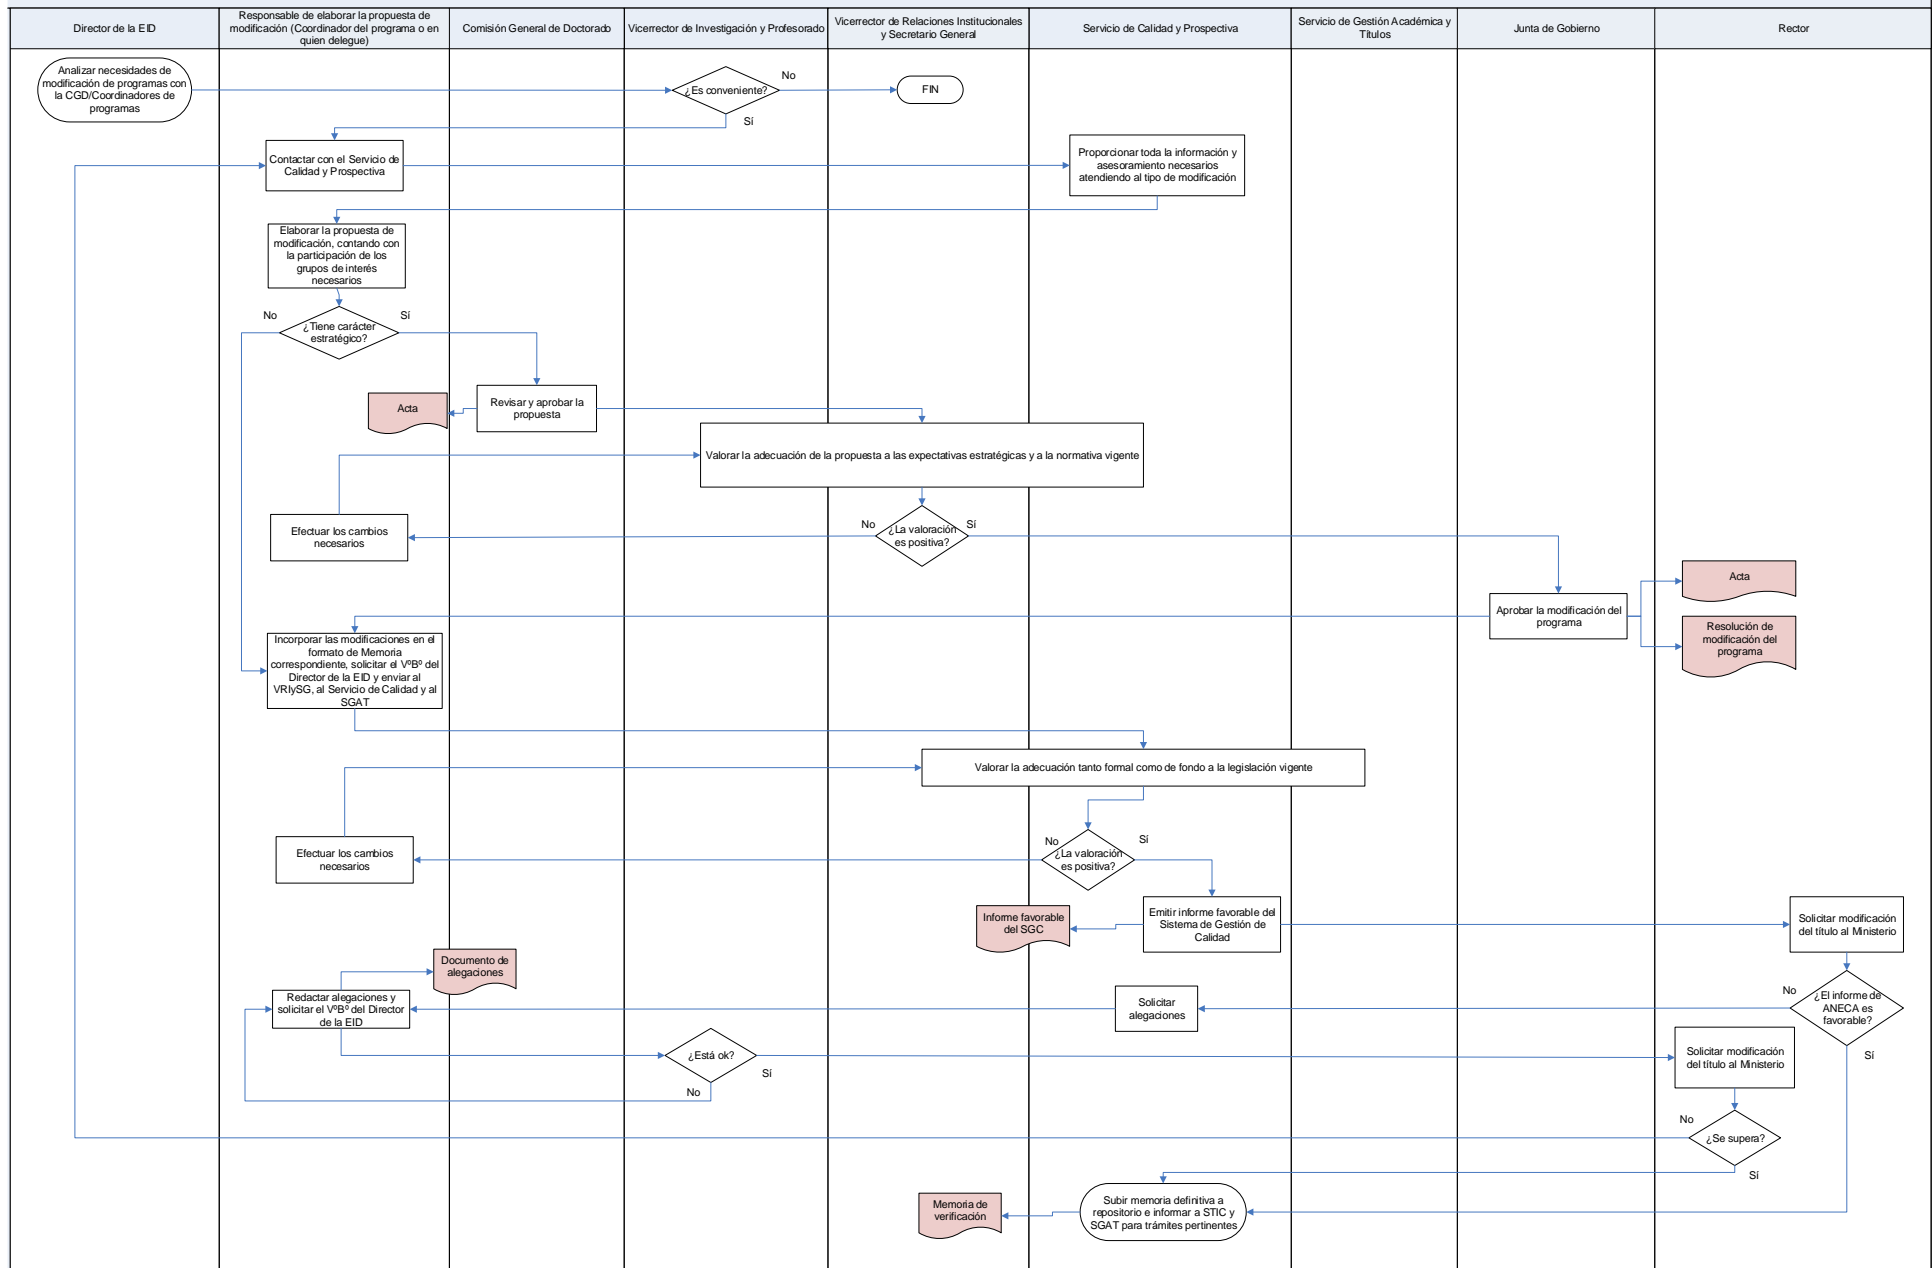 Director de la EID
Responsable de elaborar la propuesta de
modificación (Coordinador del programa o en
quien delegue)
Comisión General de Doctorado
Vicerrector de Investigación y Profesorado
Vicerrector de Relaciones Institucionales
y Secretario General
Servicio de Calidad y Prospectiva
Servicio de Gestión Académica y
Títulos
Junta de Gobierno
Rector
Analizar necesidades de
modificación de programas con
la CGD/Coordinadores de
programas
¿Es conveniente?
No
FIN
Sí
Contactar con el Servicio de
Calidad y Prospectiva
Proporcionar toda la información y
asesoramiento necesarios
atendiendo al tipo de modificación
Elaborar la propuesta de
modificación, contando con
la participación de los
grupos de interés
necesarios
No
¿Tiene carácter
estratégico?
Sí
Acta
Revisar y aprobar la
propuesta
Valorar la adecuación de la propuesta a las expectativas estratégicas y a la normativa vigente
Efectuar los cambios
necesarios
No
¿La valoración
es positiva?
Sí
Aprobar la modificación del
programa
Acta
Resolución de
modificación del
programa
Incorporar las modificaciones en el
formato de Memoria
correspondiente, solicitar el VºBº del
Director de la EID y enviar al
VRIySG, al Servicio de Calidad y al
SGAT
Valorar la adecuación tanto formal como de fondo a la legislación vigente
Efectuar los cambios
necesarios
No
¿La valoración
es positiva?
Sí
Informe favorable
del SGC
Emitir informe favorable del
Sistema de Gestión de
Calidad
Solicitar modificación
del título al Ministerio
Documento de
alegaciones
Redactar alegaciones y
solicitar el VºBº del Director
de la EID
Solicitar
alegaciones
No
¿El informe de
ANECA es
favorable?
Sí
¿Está ok?
Sí
No
Solicitar modificación
del título al Ministerio
No
¿Se supera?
Sí
Memoria de
verificación
Subir memoria definitiva a
repositorio e informar a STIC y
SGAT para trámites pertinentes